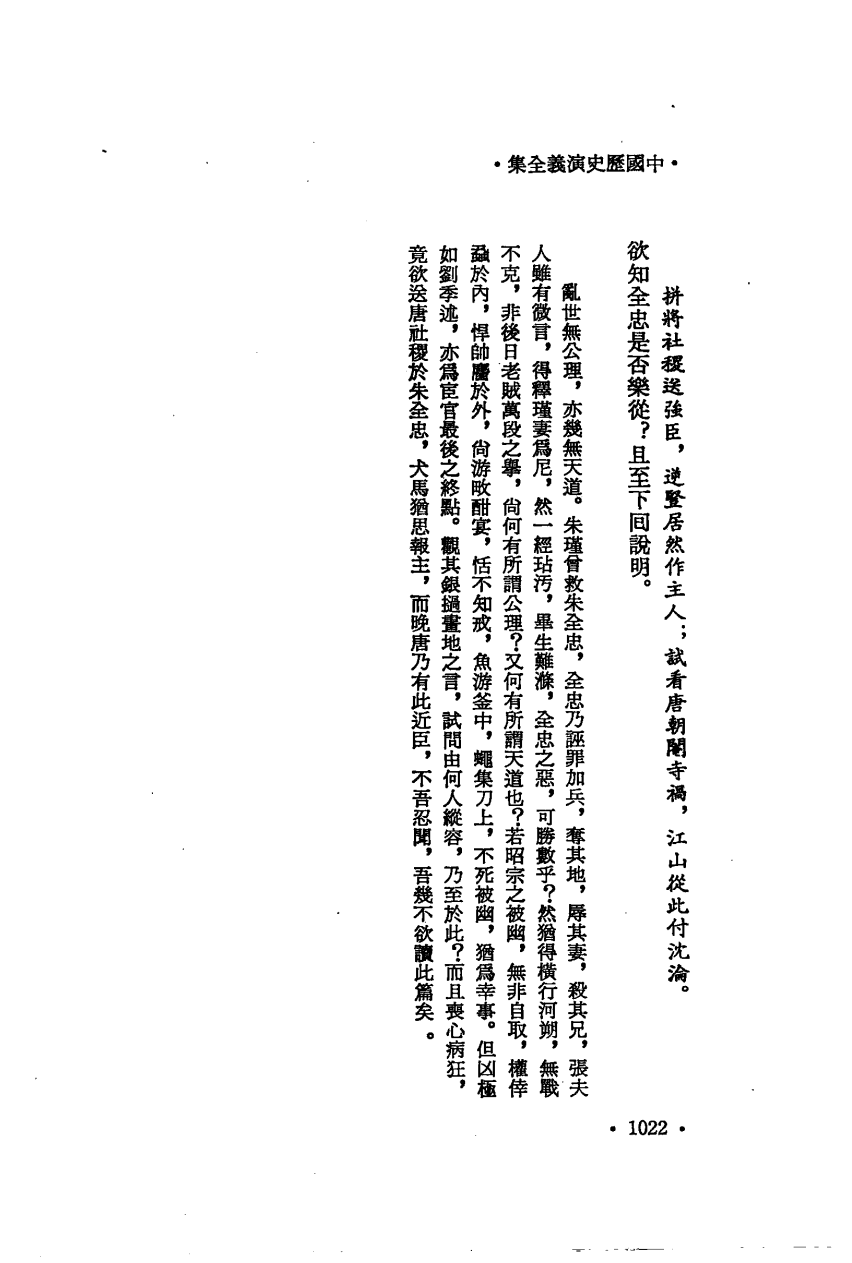 •中國歷史演義全集•
拼將社稷送強臣，逆豎居然作主人；試看唐朝閹寺禍，江山從此付沈淪。
欲知全忠是否樂從？且至下回說明。
亂世無公理，亦幾無天道。朱瑾曾救朱全忠，全忠乃誣罪加兵，奪其地，辱其妻，殺其兄，張夫
人雖有微言，得釋瑾妻爲尼，然一經玷汚，畢生難滌，全忠之惡，可勝數乎？然猶得橫行河朔，無戰
不克，非後日老賊萬段之舉，尙何有所謂公理？又何有所謂天道也？若昭宗之被幽，無非自取，權倖
蝨於內，悍帥鷹於外，尙游畋酣宴，恬不知戒，魚游釜中，蠅集刀上，不死被幽，猶爲幸事。但凶極
如劉季述，亦爲宦官最後之終點。觀其銀撾畫地之言，試問由何人縱容，乃至於此？而且喪心病狂，
竟欲送唐社稷於朱全忠，犬馬猶思報主，而晚唐乃有此近臣，不吾忍聞，吾幾不欲讀此篇矣。
•1022•